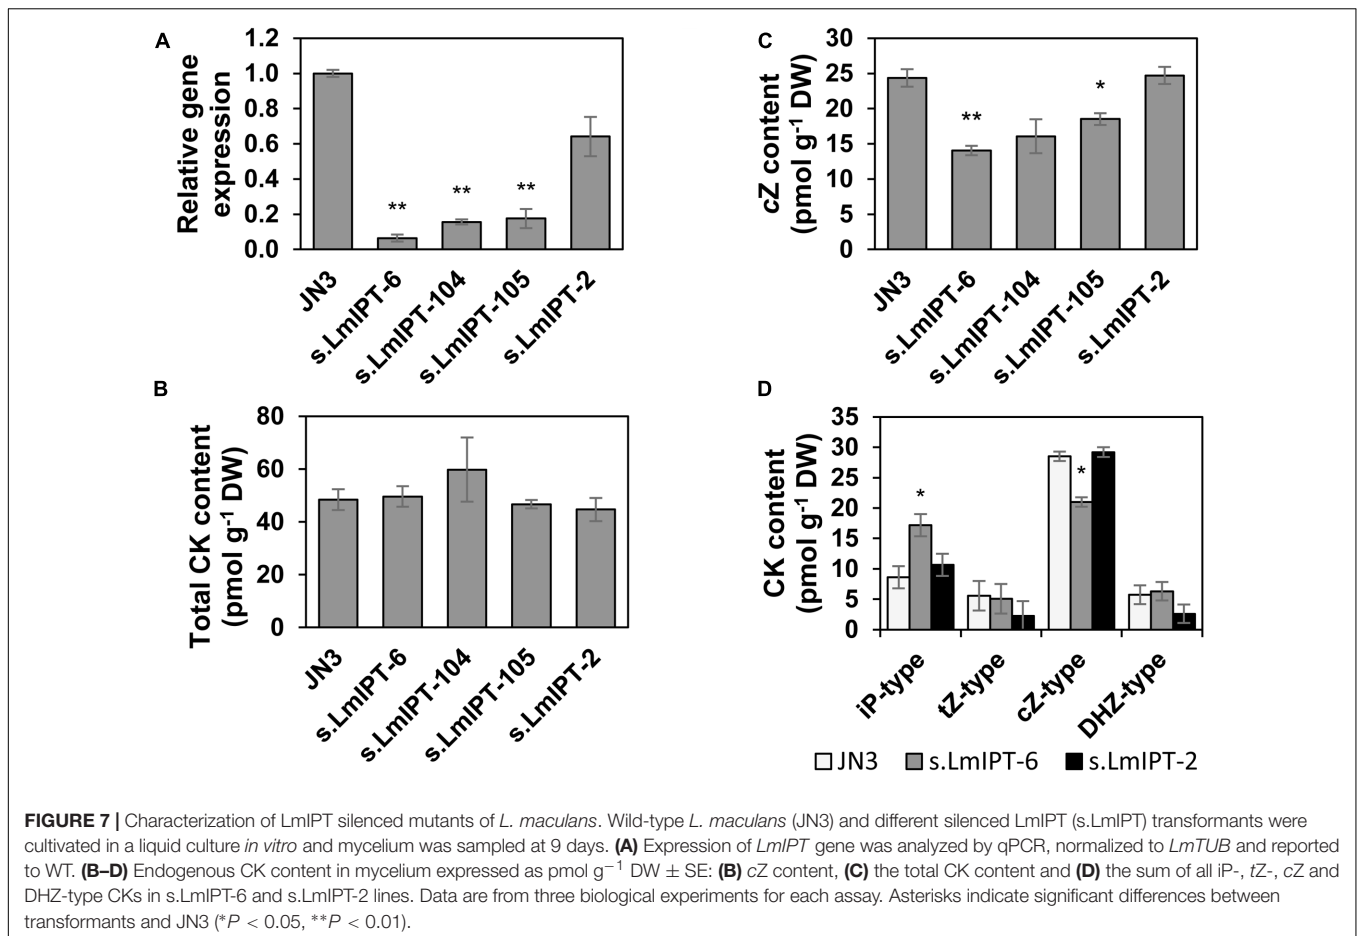 A
Relative gene
expression
1.2
1.0
0.8
0.6
0.4
0.2
0.0
**
**
**
JN3
s.LmIPT-6
s.LmIPT-104
s.LmIPT-105
s.LmIPT-2
C
cZ content
(pmol g⁻¹ DW)
30
25
20
15
10
5
0
**
*
JN3
s.LmIPT-6
s.LmIPT-104
s.LmIPT-105
s.LmIPT-2
B
Total CK content
(pmol g⁻¹ DW)
80
60
40
20
0
JN3
s.LmIPT-6
s.LmIPT-104
s.LmIPT-105
s.LmIPT-2
D
CK content
(pmol g⁻¹ DW)
35
30
25
20
15
10
5
0
*
*
iP-type
tZ-type
cZ-type
DHZ-type
JN3 s.LmIPT-6 s.LmIPT-2
FIGURE 7 | Characterization of LmIPT silenced mutants of L. maculans. Wild-type L. maculans (JN3) and different silenced LmIPT (s.LmIPT) transformants were
cultivated in a liquid culture in vitro and mycelium was sampled at 9 days. (A) Expression of LmIPT gene was analyzed by qPCR, normalized to LmTUB and reported
to WT. (B–D) Endogenous CK content in mycelium expressed as pmol g⁻¹ DW ± SE: (B) cZ content, (C) the total CK content and (D) the sum of all iP-, tZ-, cZ and
DHZ-type CKs in s.LmIPT-6 and s.LmIPT-2 lines. Data are from three biological experiments for each assay. Asterisks indicate significant differences between
transformants and JN3 (*P < 0.05, **P < 0.01).